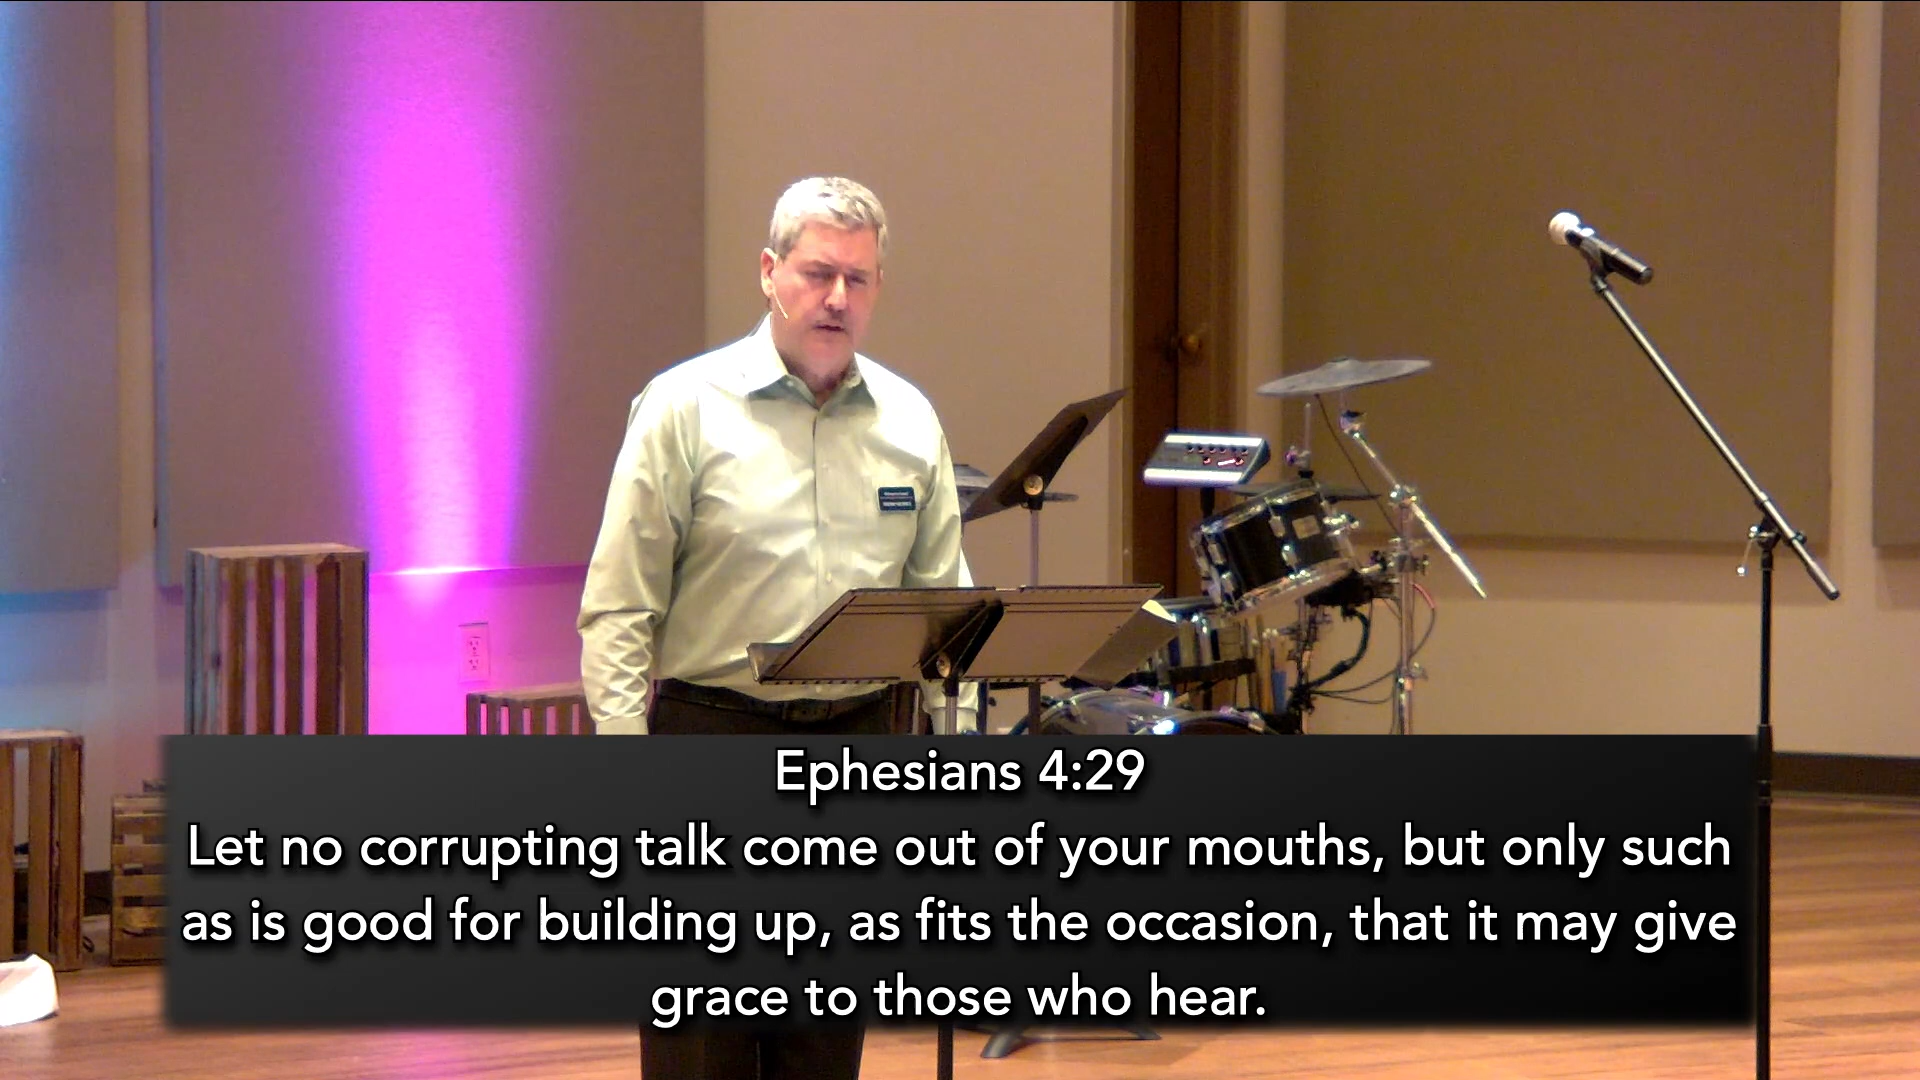 Ephesians 4:29
Let no corrupting talk come out of your mouths, but only such
as is good for building up, as fits the occasion, that it may give
grace to those who hear.